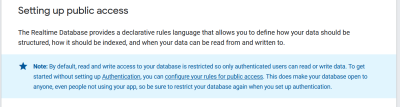 Setting up public access
The Realtime Database provides a declarative rules language that allows you to define how your data should be
structured, how it should be indexed, and when your data can be read from and written to.
Note: By default, read and write access to your database is restricted so only authenticated users can read or write data. To get
started without setting up Authentication, you can configure your rules for public access. This does make your database open to
anyone, even people not using your app, so be sure to restrict your database again when you set up authentication.